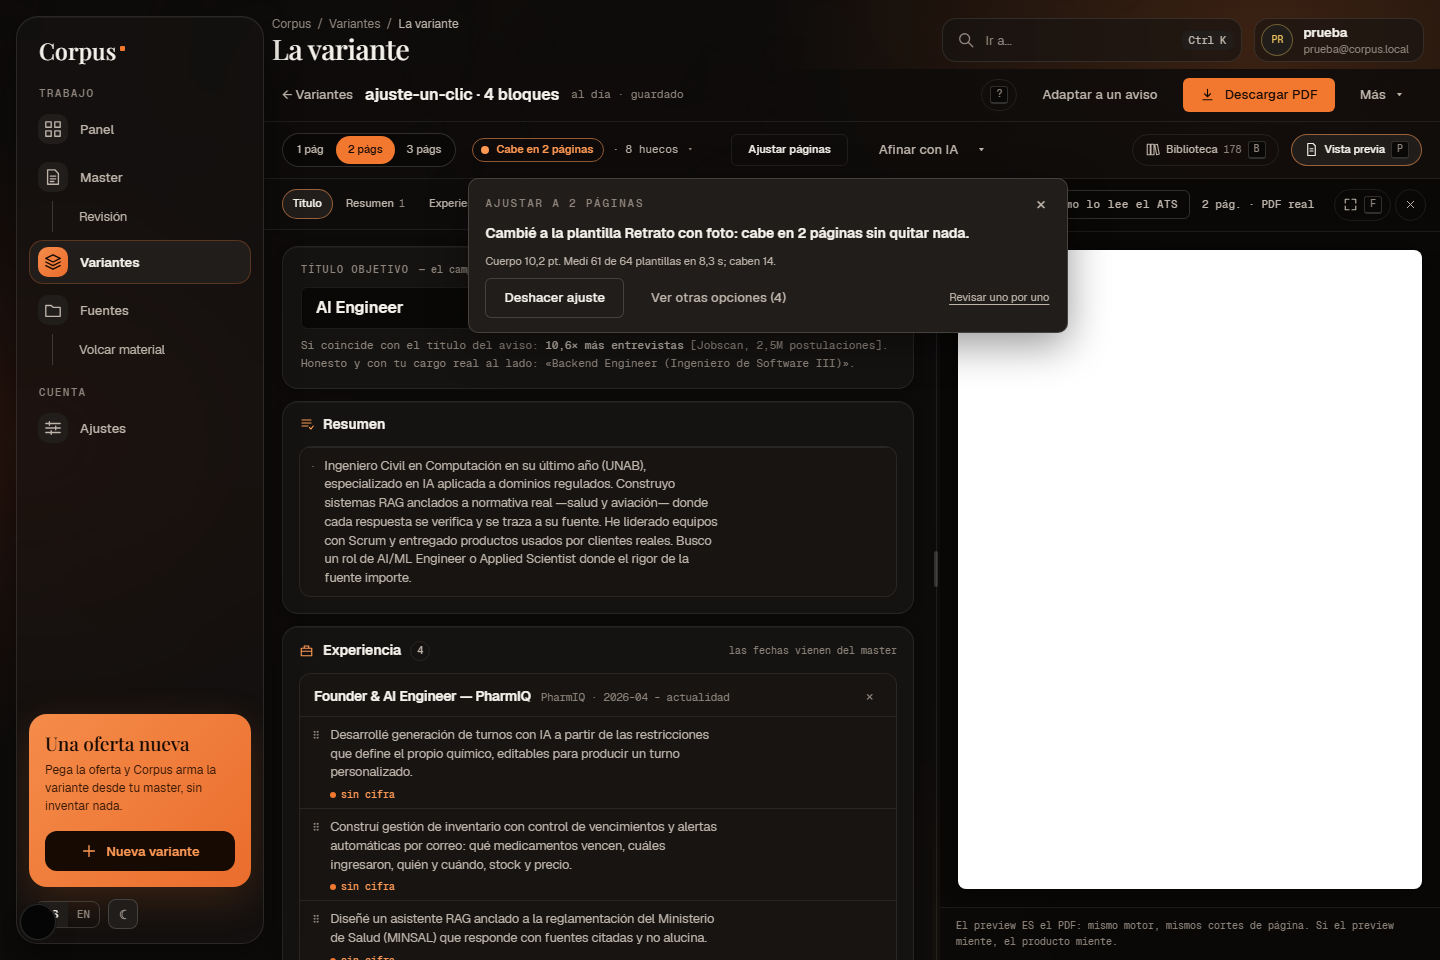 Corpus
TRABAJO
Panel
Master
Revisión
Variantes
Fuentes
Volcar material
CUENTA
Ajustes
Una oferta nueva
Pega la oferta y Corpus arma la
variante desde tu master, sin
inventar nada.
Nueva variante
EN
Corpus / Variantes / La variante
La variante
Ir a...
Ctrl K
PR
prueba
prueba@corpus.local
← Variantes
ajuste-un-clic · 4 bloques
al día · guardado
?
Adaptar a un aviso
Descargar PDF
Más
1 pág
2 págs
3 págs
Cabe en 2 páginas
· 8 huecos
Ajustar páginas
Afinar con IA
Biblioteca 178 B
Vista previa P
Título
Resumen 1
Experie
mo lo lee el ATS
2 pág. · PDF real
F
×
AJUSTAR A 2 PÁGINAS
×
Cambié a la plantilla Retrato con foto: cabe en 2 páginas sin quitar nada.
Cuerpo 10,2 pt. Medí 61 de 64 plantillas en 8,3 s; caben 14.
Deshacer ajuste
Ver otras opciones (4)
Revisar uno por uno
TÍTULO OBJETIVO — el cam
AI Engineer
Si coincide con el título del aviso: 10,6× más entrevistas [Jobscan, 2,5M postulaciones].
Honesto y con tu cargo real al lado: «Backend Engineer (Ingeniero de Software III)».
Resumen
· Ingeniero Civil en Computación en su último año (UNAB),
especializado en IA aplicada a dominios regulados. Construyo
sistemas RAG anclados a normativa real —salud y aviación— donde
cada respuesta se verifica y se traza a su fuente. He liderado equipos
con Scrum y entregado productos usados por clientes reales. Busco
un rol de AI/ML Engineer o Applied Scientist donde el rigor de la
fuente importe.
Experiencia 4
las fechas vienen del master
Founder & AI Engineer — PharmIQ
PharmIQ · 2026-04 – actualidad
×
Desarrollé generación de turnos con IA a partir de las restricciones
que define el propio químico, editables para producir un turno
personalizado.
sin cifra
Construí gestión de inventario con control de vencimientos y alertas
automáticas por correo: qué medicamentos vencen, cuáles
ingresaron, quién y cuándo, stock y precio.
sin cifra
Diseñé un asistente RAG anclado a la reglamentación del Ministerio
de Salud (MINSAL) que responde con fuentes citadas y no alucina.
sin cifra
El preview ES el PDF: mismo motor, mismos cortes de página. Si el preview
miente, el producto miente.